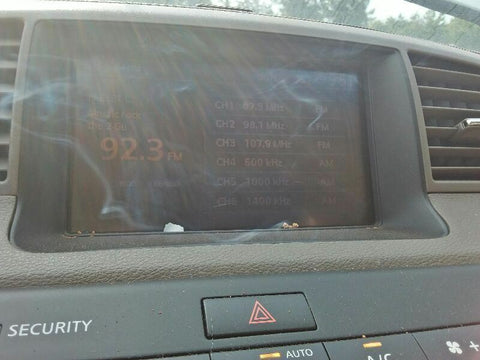 92.3 FM
CH1 87.9 MHz FM
CH2 98.1 MHz FM
CH3 107.9 MHz FM
CH4 600 kHz AM
CH5 1000 kHz AM
CH6 1400 kHz AM
SECURITY
AUTO
A/C
+